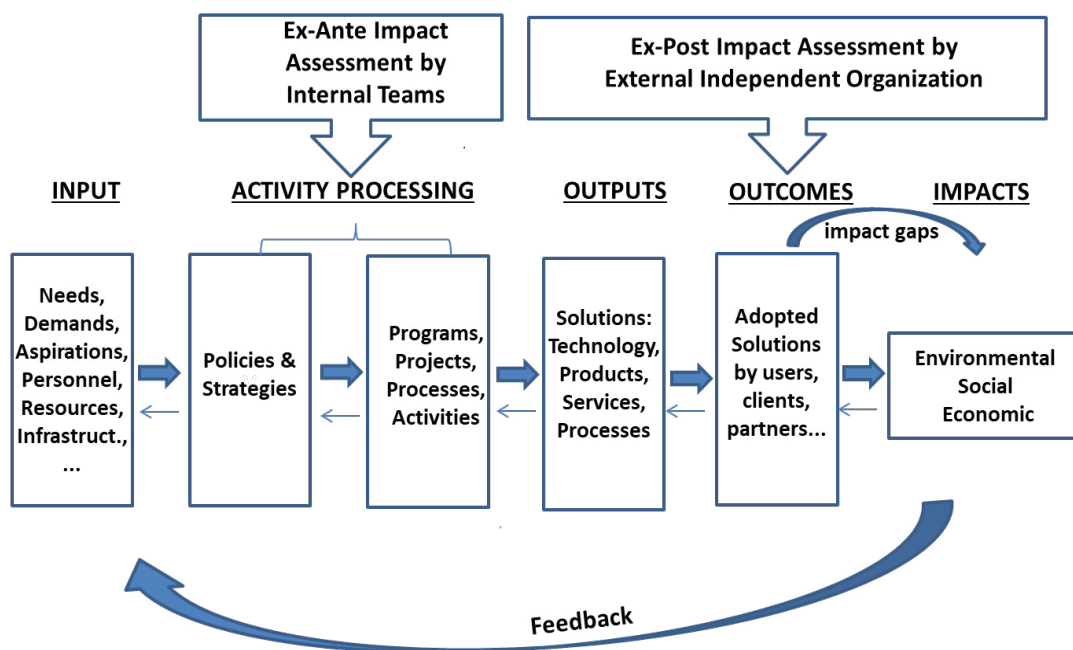 Ex-Ante Impact
Assessment by
Internal Teams
Ex-Post Impact Assessment by
External Independent Organization
INPUT
ACTIVITY PROCESSING
OUTPUTS
OUTCOMES
IMPACTS
impact gaps
Needs,
Demands,
Aspirations,
Personnel,
Resources,
Infrastruct.,
...
Policies &
Strategies
Programs,
Projects,
Processes,
Activities
Solutions:
Technology,
Products,
Services,
Processes
Adopted
Solutions
by users,
clients,
partners...
Environmental
Social
Economic
Feedback